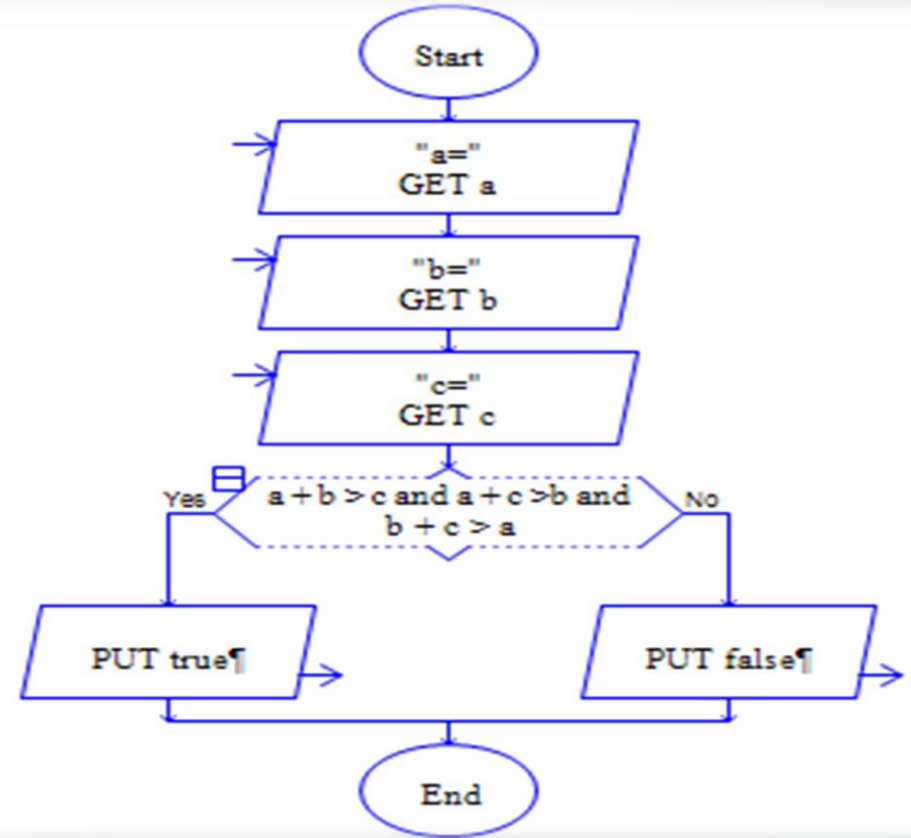 Start
"a="
GET a
"b="
GET b
"c="
GET c
Yes
a + b > c and a + c >b and
b + c > a
No
PUT true¶
PUT false¶
End